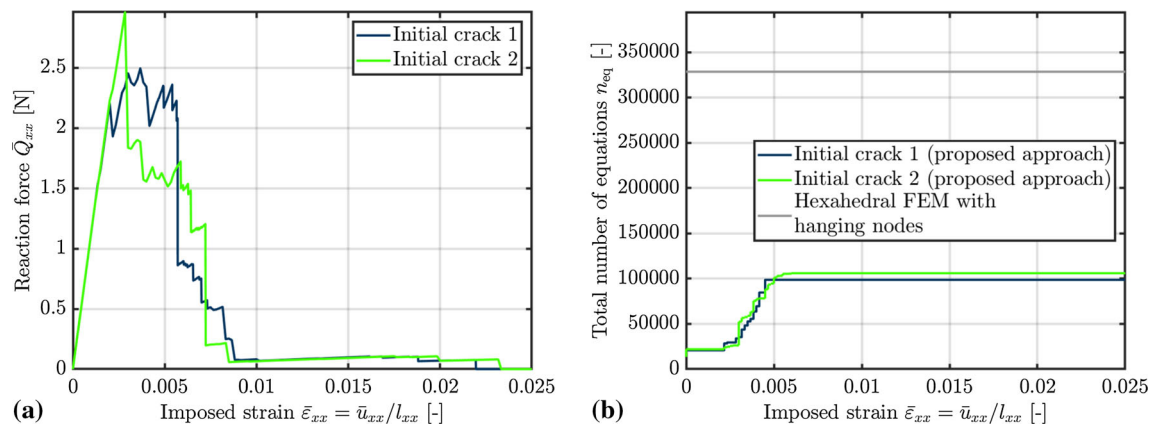 Reaction force Q̄xx [N]
2.5
2
1.5
1
0.5
0
Initial crack 1
Initial crack 2
0 0.005 0.01 0.015 0.02 0.025
(a) Imposed strain ε̄xx = ūxx/lxx [-]
Total number of equations neq [-]
350000
300000
250000
200000
150000
100000
50000
0
Initial crack 1 (proposed approach)
Initial crack 2 (proposed approach)
Hexahedral FEM with
hanging nodes
0 0.005 0.01 0.015 0.02 0.025
(b) Imposed strain ε̄xx = ūxx/lxx [-]